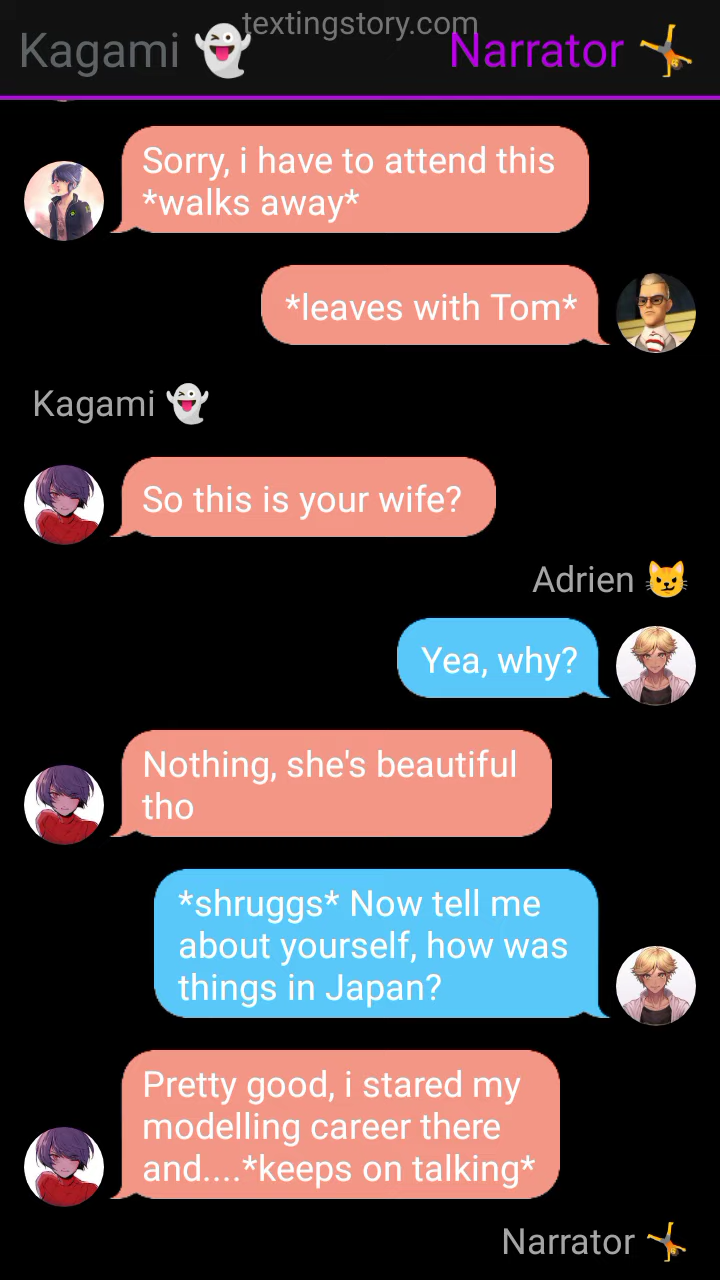 textingstory.com
Kagami 👻 Narrator 🤸
Sorry, i have to attend this
*walks away*
*leaves with Tom*
Kagami 👻
So this is your wife?
Adrien 😼
Yea, why?
Nothing, she's beautiful
tho
*shruggs* Now tell me
about yourself, how was
things in Japan?
Pretty good, i stared my
modelling career there
and....*keeps on talking*
Narrator 🤸